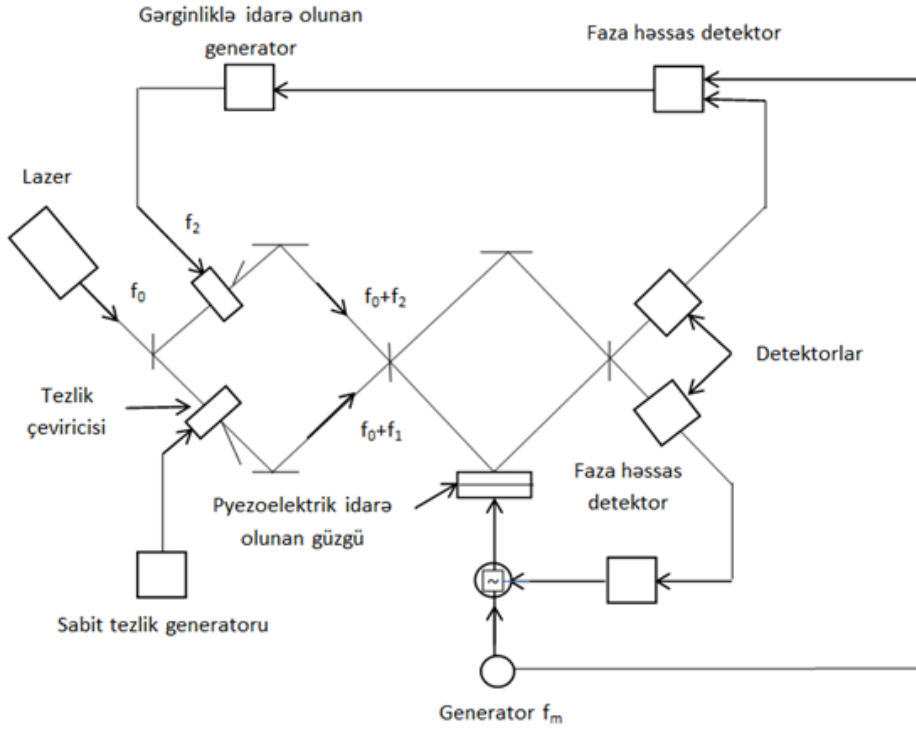 Gərginliklə idarə olunan
generator
Faza həssas detektor
Lazer
f₂
f₀
f₀+f₂
Detektorlar
Tezlik
çeviricisi
f₀+f₁
Faza həssas
detektor
Pyezoelektrik idarə
olunan güzgü
~
Sabit tezlik generatoru
Generator fₘ